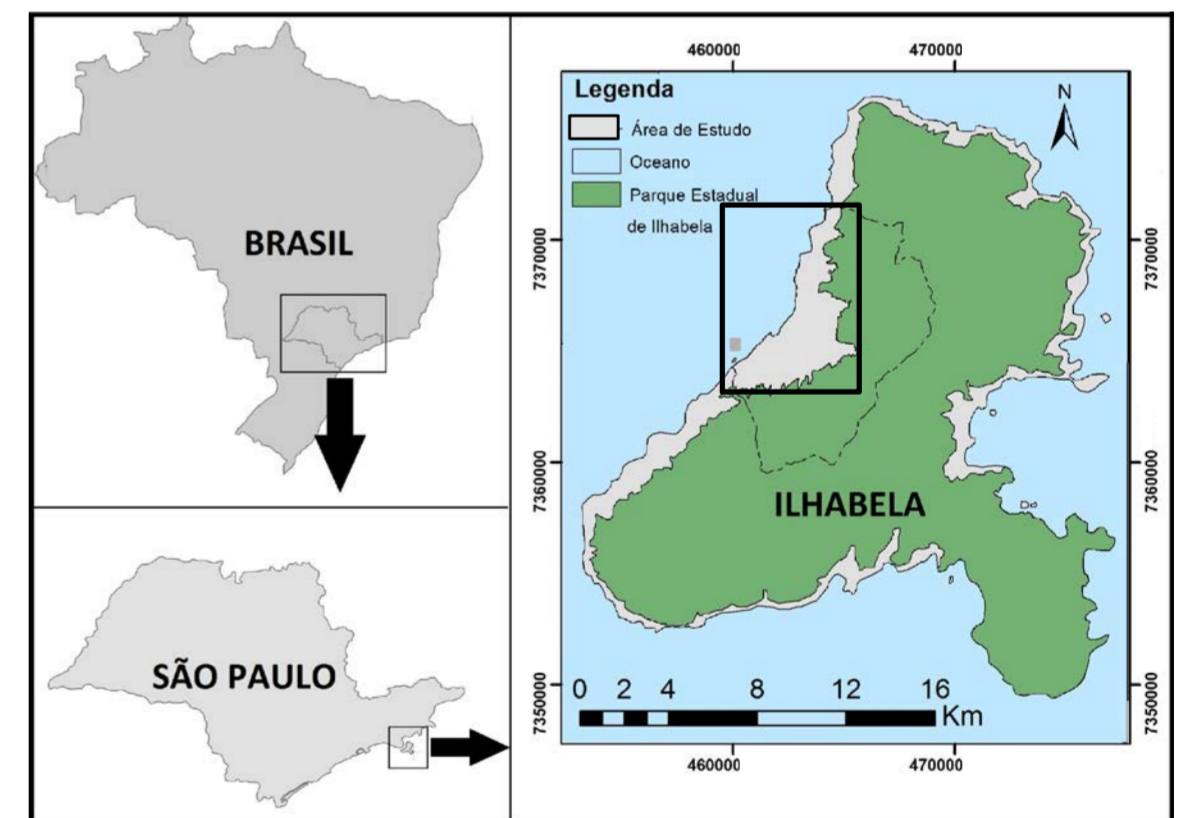 BRASIL
SÃO PAULO
460000 470000
Legenda
Área de Estudo
Oceano
Parque Estadual
de Ilhabela
N
7370000
7370000
7360000
7360000
ILHABELA
7350000
7350000
0 2 4 8 12 16
Km
460000 470000